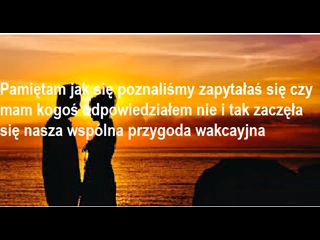 Pamiętam jak się poznaliśmy zapytałaś się czy
mam kogoś odpowiedziałem nie i tak zaczęła
się nasza wspólna przygoda wakcayjna